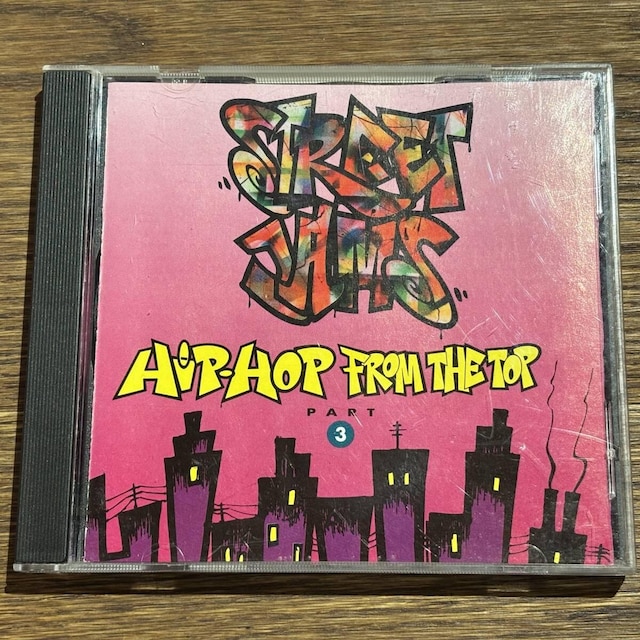 STREET
JAMS
HIP-HOP FROM THE TOP
PART
3